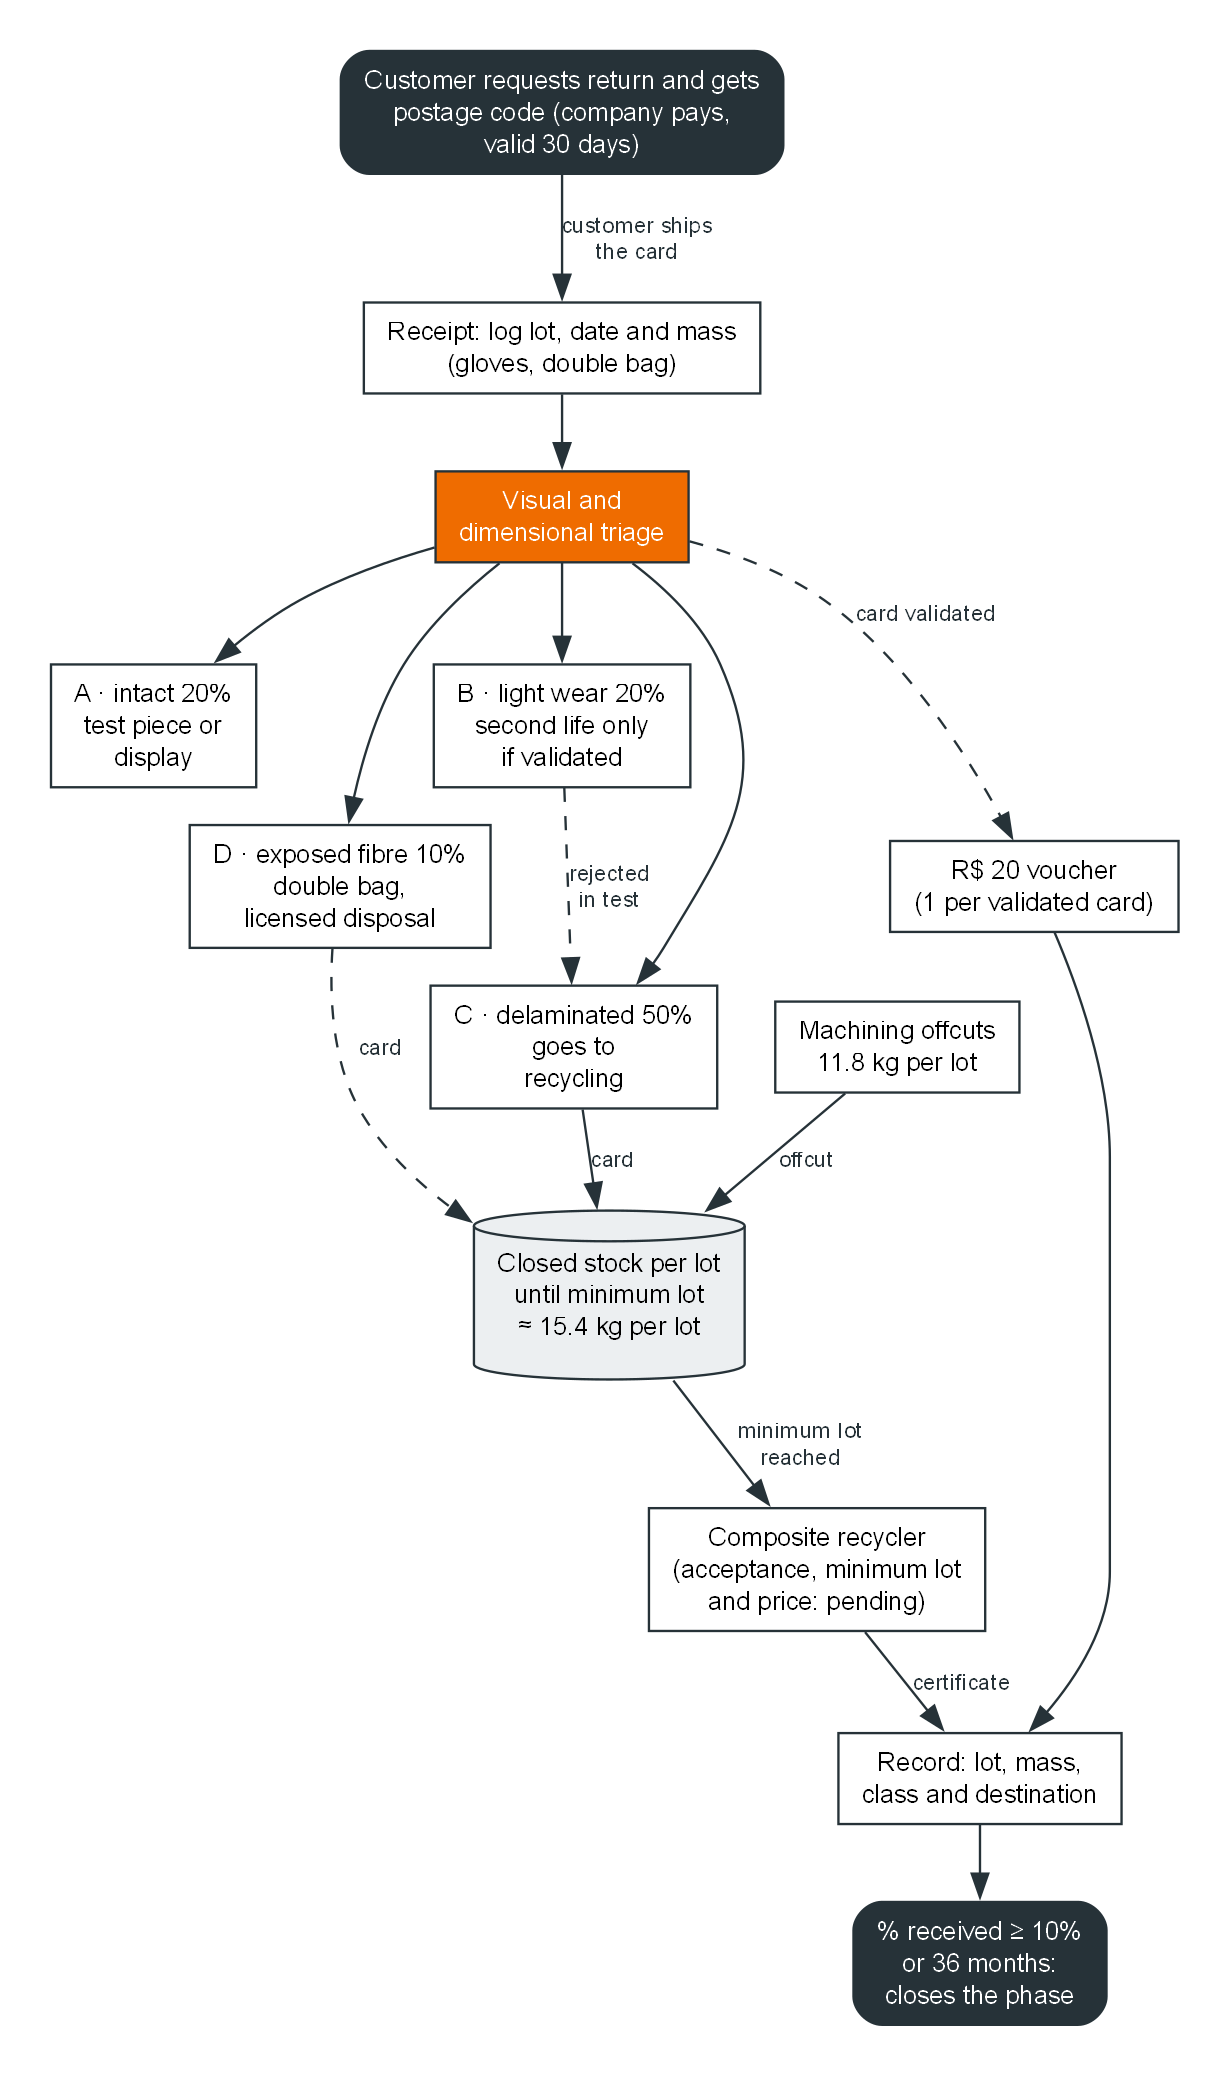 Customer requests return and gets
postage code (company pays,
valid 30 days)
customer ships
the card
Receipt: log lot, date and mass
(gloves, double bag)
Visual and
dimensional triage
card validated
A · intact 20%
test piece or
display
B · light wear 20%
second life only
if validated
D · exposed fibre 10%
double bag,
licensed disposal
rejected
in test
R$ 20 voucher
(1 per validated card)
C · delaminated 50%
goes to
recycling
Machining offcuts
11.8 kg per lot
card
card
offcut
Closed stock per lot
until minimum lot
≈ 15.4 kg per lot
minimum lot
reached
Composite recycler
(acceptance, minimum lot
and price: pending)
certificate
Record: lot, mass,
class and destination
% received ≥ 10%
or 36 months:
closes the phase